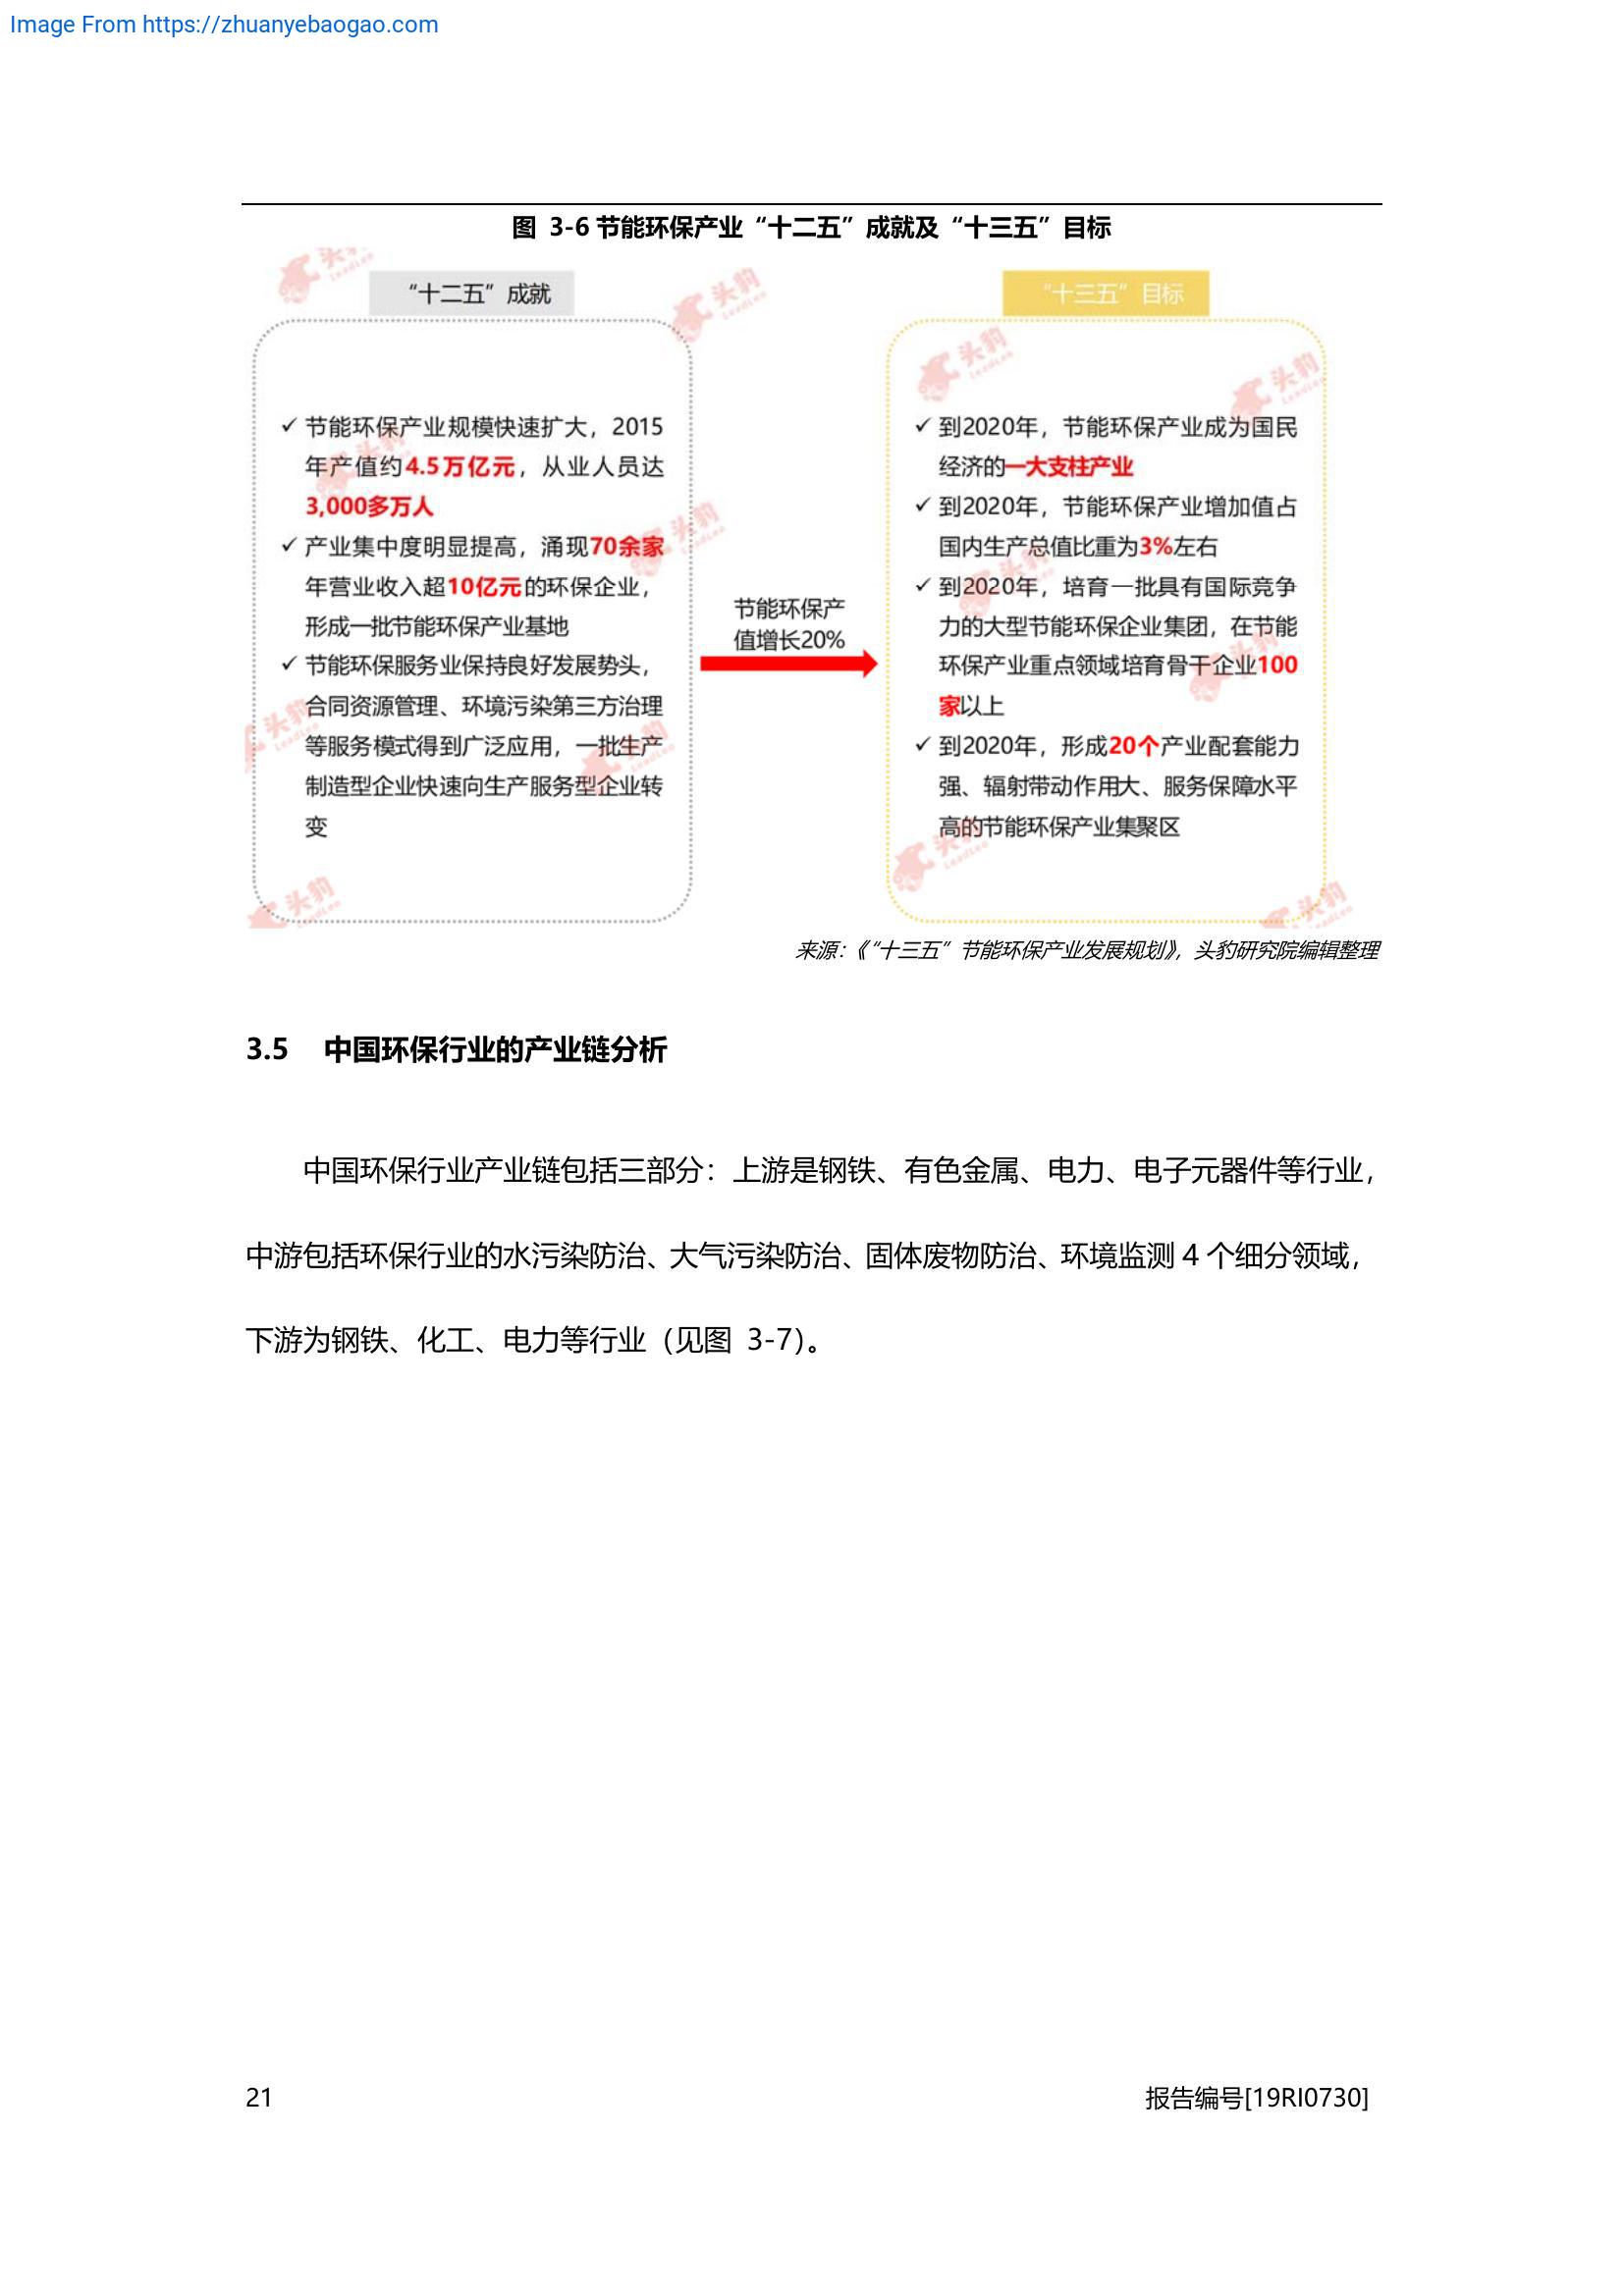 Image From https://zhuanyebaogao.com
图 3-6 节能环保产业“十二五”成就及“十三五”目标
“十二五”成就
节能环保产业规模快速扩大，2015
年产值约4.5万亿元，从业人员达
3,000多万人
产业集中度明显提高，涌现70余家
年营业收入超10亿元的环保企业，
形成一批节能环保产业基地
节能环保服务业保持良好发展势头，
合同资源管理、环境污染第三方治理
等服务模式得到广泛应用，一批生产
制造型企业快速向生产服务型企业转
变
节能环保产
值增长20%
“十三五”目标
到2020年，节能环保产业成为国民
经济的一大支柱产业
到2020年，节能环保产业增加值占
国内生产总值比重为3%左右
到2020年，培育一批具有国际竞争
力的大型节能环保企业集团，在节能
环保产业重点领域培育骨干企业100
家以上
到2020年，形成20个产业配套能力
强、辐射带动作用大、服务保障水平
高的节能环保产业集聚区
头豹
LeadLeo
来源：《“十三五”节能环保产业发展规划》，头豹研究院编辑整理
3.5 中国环保行业的产业链分析
中国环保行业产业链包括三部分：上游是钢铁、有色金属、电力、电子元器件等行业，
中游包括环保行业的水污染防治、大气污染防治、固体废物防治、环境监测 4 个细分领域，
下游为钢铁、化工、电力等行业（见图 3-7）。
21
报告编号[19RI0730]